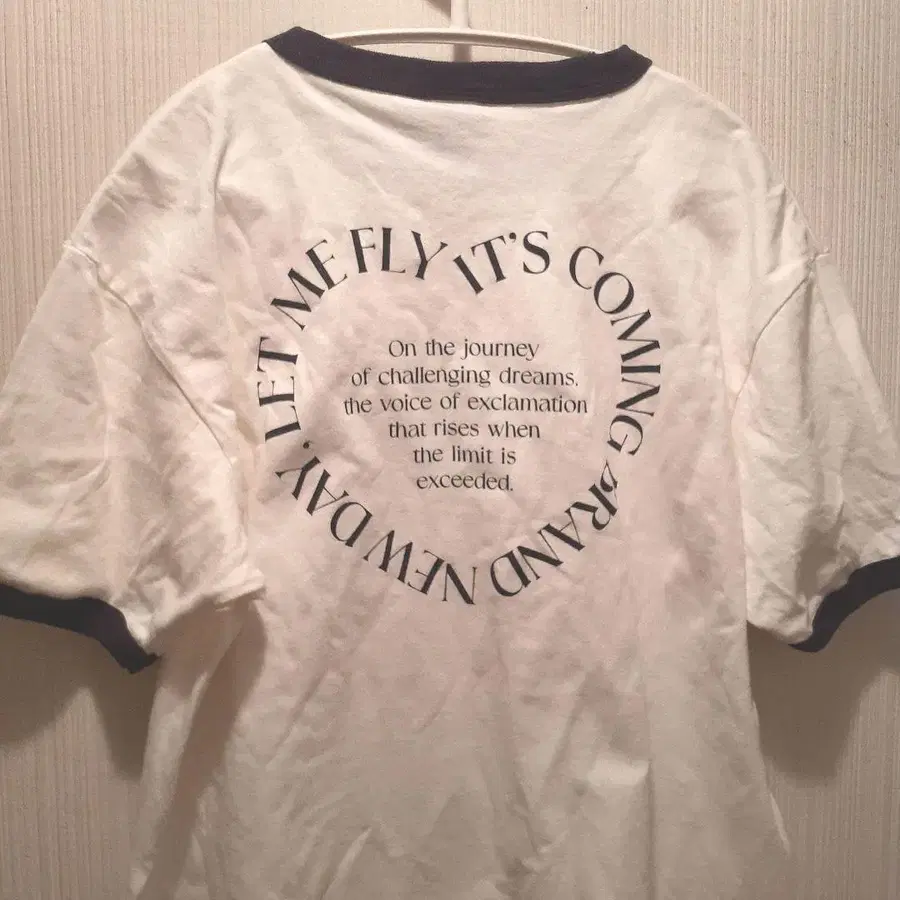 LET ME FLY IT'S COMING BRAND NEW DAY,
On the journey
of challenging dreams,
the voice of exclamation
that rises when
the limit is
exceeded.